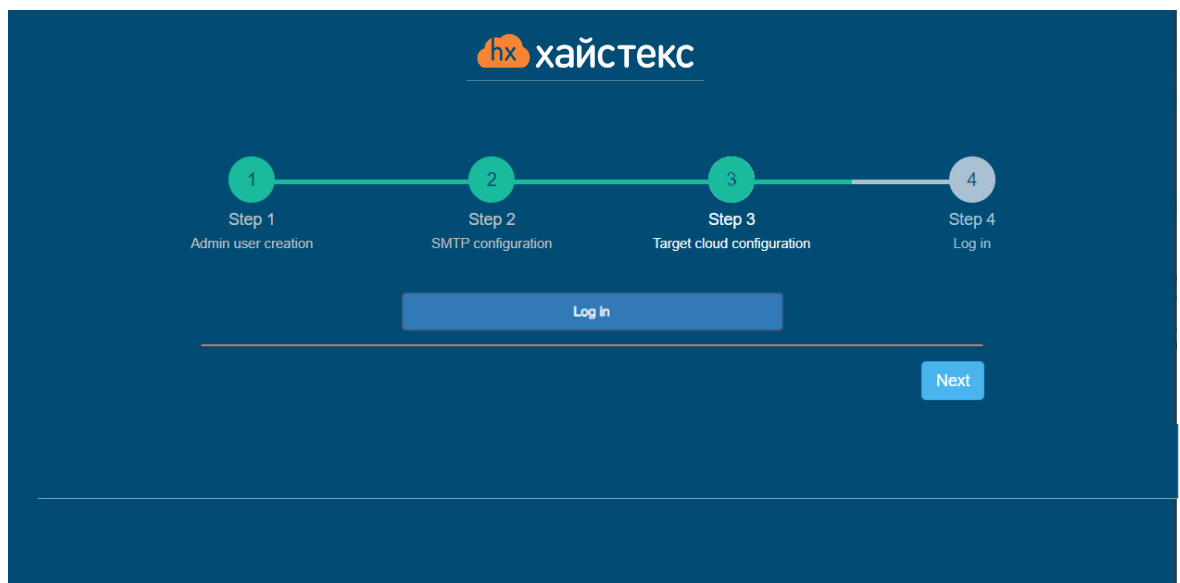 hx хайстекс
1 2 3 4
Step 1 Step 2 Step 3 Step 4
Admin user creation SMTP configuration Target cloud configuration Log in
Log In
Next